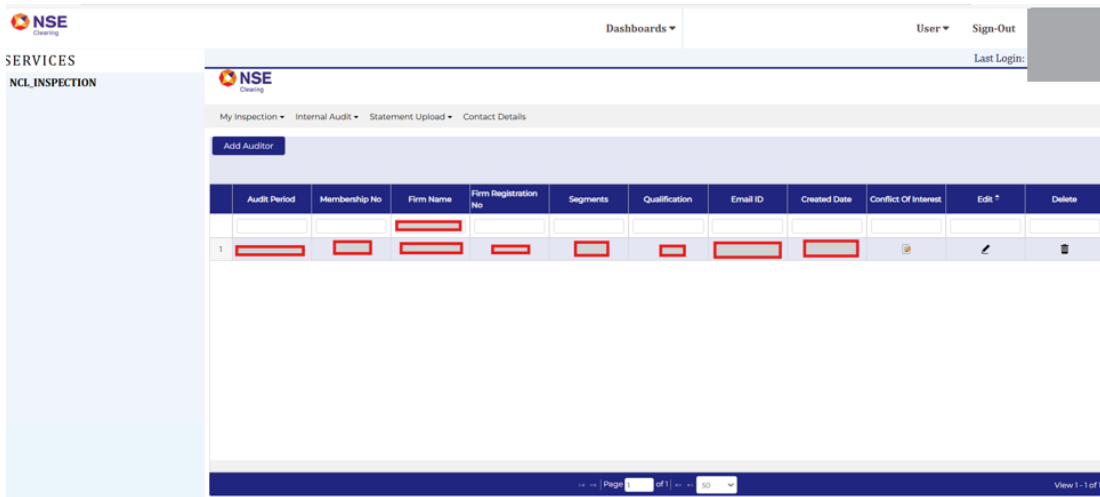 NSE
Clearing
Dashboards
User
Sign-Out
SERVICES
Last Login:
NCL_INSPECTION
NSE
Clearing
My Inspection Internal Audit Statement Upload Contact Details
Add Auditor
Audit Period Membership No Firm Name Firm Registration No Segments Qualification Email ID Created Date Conflict Of Interest Edit Delete
1
Page 1 of 1 50
View 1 - 1 of 1